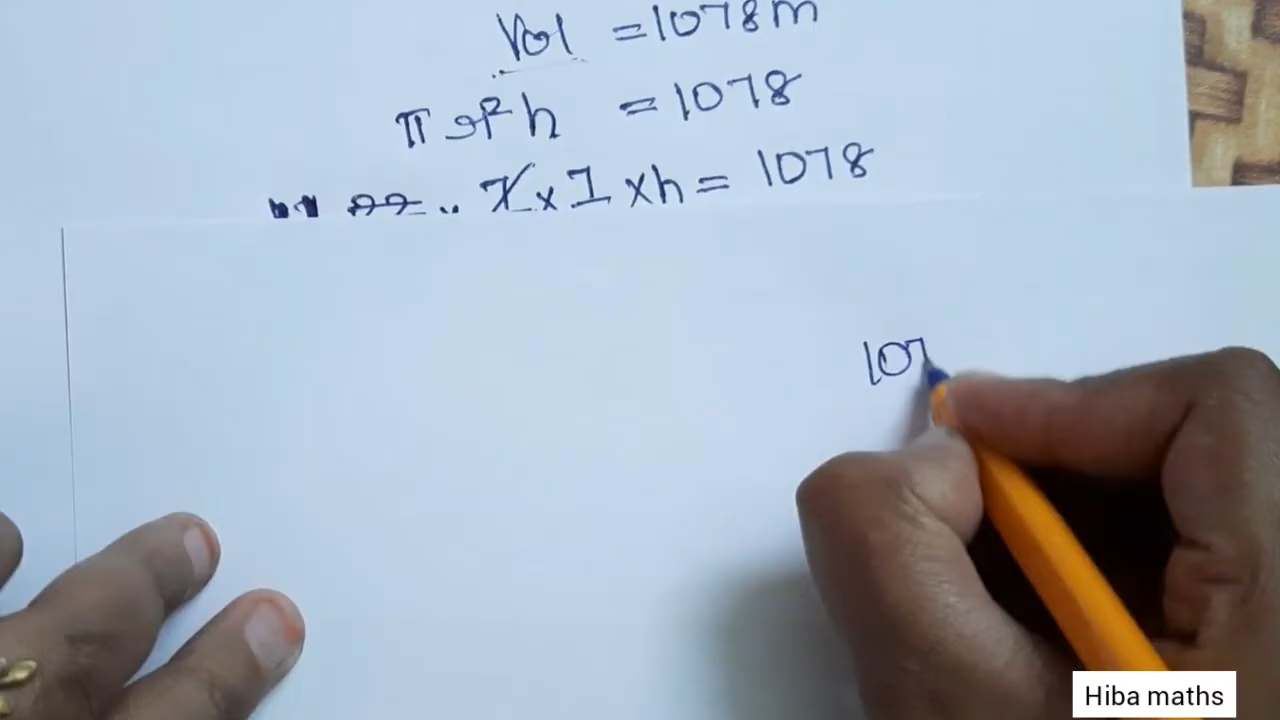 Vol = 1078 m
π r² h = 1078
7 × 7 × h = 1078
107
Hiba maths